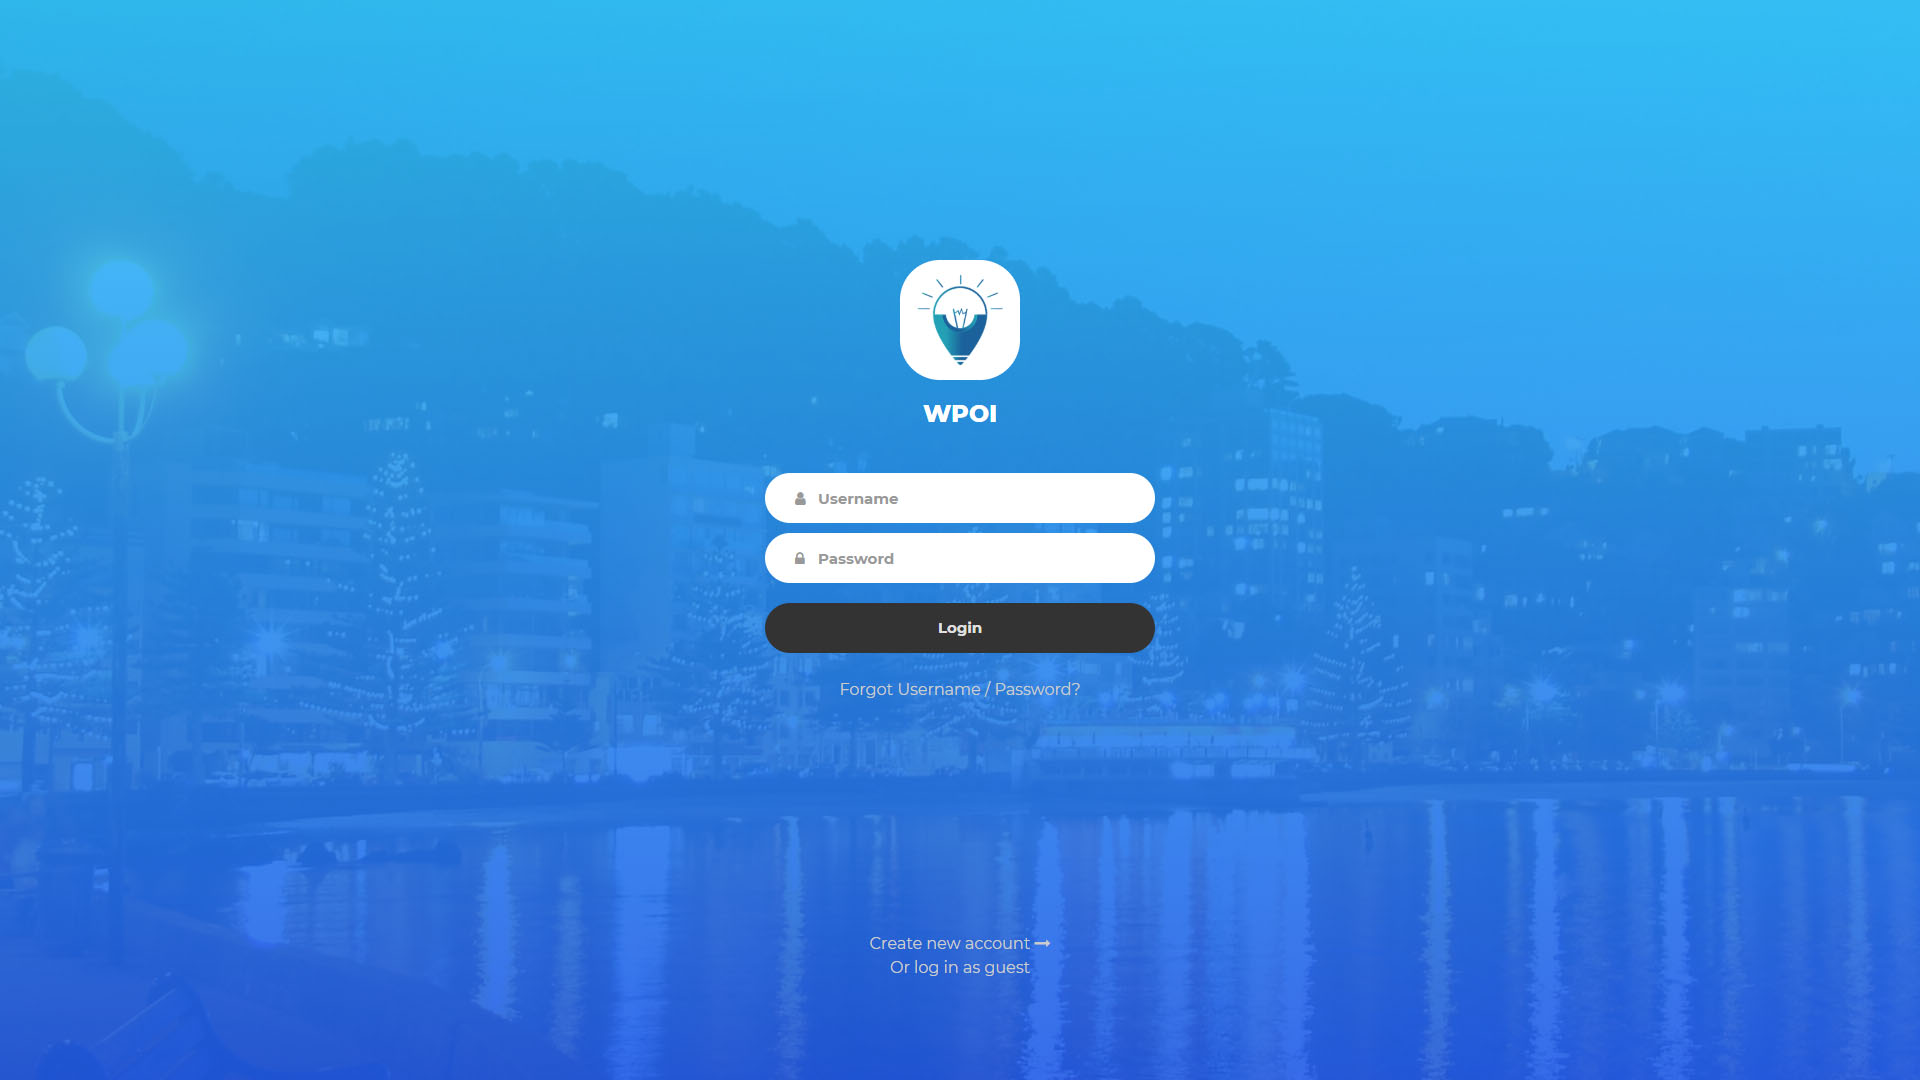 WPOI
Username
Password
Login
Forgot Username / Password?
Create new account
Or log in as guest